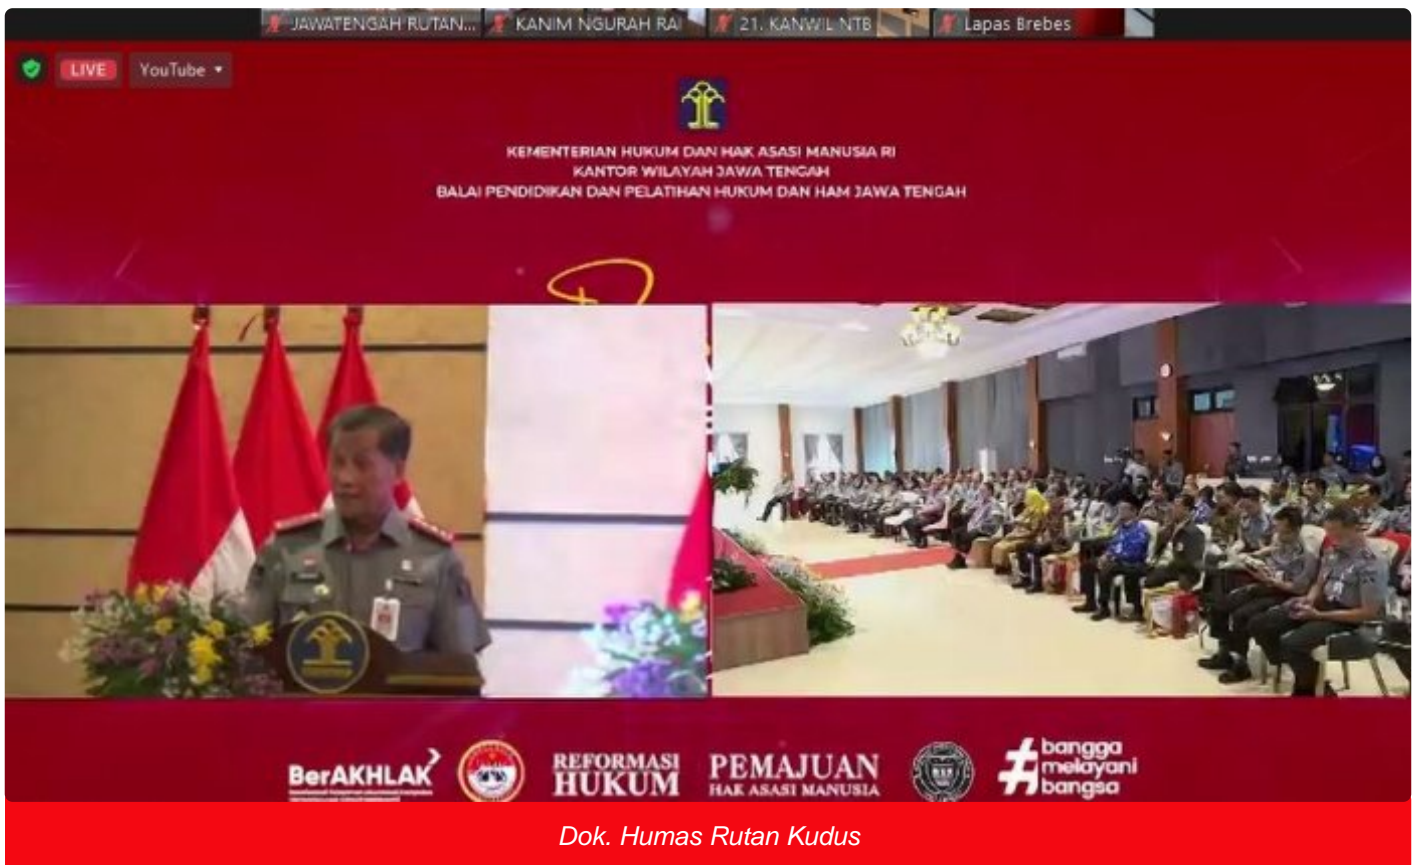 JAWATENGAH RUTAN...
KANIM NGURAH RAI
21. KANWIL NTB
Lapas Brebes
LIVE
YouTube
KEMENTERIAN HUKUM DAN HAK ASASI MANUSIA RI
KANTOR WILAYAH JAWA TENGAH
BALAI PENDIDIKAN DAN PELATIHAN HUKUM DAN HAM JAWA TENGAH
BerAKHLAK
REFORMASI
HUKUM
PEMAJUAN
HAK ASASI MANUSIA
#bangga
melayani
bangsa
Dok. Humas Rutan Kudus